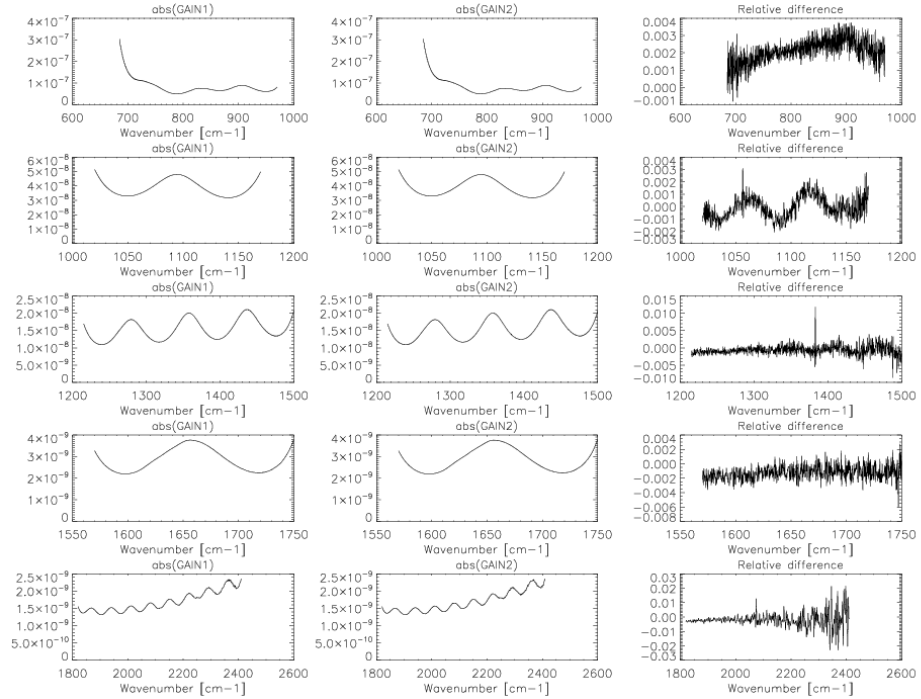 abs(GAIN1) abs(GAIN2) Relative difference
4×10⁻⁷ 4×10⁻⁷ 0.004
3×10⁻⁷ 3×10⁻⁷ 0.003
2×10⁻⁷ 2×10⁻⁷ 0.002
1×10⁻⁷ 1×10⁻⁷ 0.001
0 0 0.000
-0.001
600 700 800 900 1000 600 700 800 900 1000 600 700 800 900 1000
Wavenumber [cm-1] Wavenumber [cm-1] Wavenumber [cm-1]
abs(GAIN1) abs(GAIN2) Relative difference
6×10⁻⁸ 6×10⁻⁸ 0.004
5×10⁻⁸ 5×10⁻⁸ 0.003
4×10⁻⁸ 4×10⁻⁸ 0.001
3×10⁻⁸ 3×10⁻⁸ 0.000
2×10⁻⁸ 2×10⁻⁸ -0.001
1×10⁻⁸ 1×10⁻⁸
0 0 -0.003
1000 1050 1100 1150 1200 1000 1050 1100 1150 1200 1000 1050 1100 1150 1200
Wavenumber [cm-1] Wavenumber [cm-1] Wavenumber [cm-1]
abs(GAIN1) abs(GAIN2) Relative difference
2.5×10⁻⁸ 2.5×10⁻⁸ 0.015
2.0×10⁻⁸ 2.0×10⁻⁸ 0.010
1.5×10⁻⁸ 1.5×10⁻⁸ 0.005
1.0×10⁻⁸ 1.0×10⁻⁸ 0.000
5.0×10⁻⁹ 5.0×10⁻⁹ -0.005
0 0 -0.010
1200 1300 1400 1500 1200 1300 1400 1500 1200 1300 1400 1500
Wavenumber [cm-1] Wavenumber [cm-1] Wavenumber [cm-1]
abs(GAIN1) abs(GAIN2) Relative difference
4×10⁻⁹ 4×10⁻⁹ 0.004
3×10⁻⁹ 3×10⁻⁹ 0.002
2×10⁻⁹ 2×10⁻⁹ 0.000
1×10⁻⁹ 1×10⁻⁹ -0.002
-0.004
-0.006
0 0 -0.008
1550 1600 1650 1700 1750 1550 1600 1650 1700 1750 1550 1600 1650 1700 1750
Wavenumber [cm-1] Wavenumber [cm-1] Wavenumber [cm-1]
abs(GAIN1) abs(GAIN2) Relative difference
2.5×10⁻⁹ 2.5×10⁻⁹ 0.03
2.0×10⁻⁹ 2.0×10⁻⁹ 0.02
1.5×10⁻⁹ 1.5×10⁻⁹ 0.01
1.0×10⁻⁹ 1.0×10⁻⁹ 0.00
5.0×10⁻¹⁰ 5.0×10⁻¹⁰ -0.01
-0.02
0 0 -0.03
1800 2000 2200 2400 2600 1800 2000 2200 2400 2600 1800 2000 2200 2400 2600
Wavenumber [cm-1] Wavenumber [cm-1] Wavenumber [cm-1]